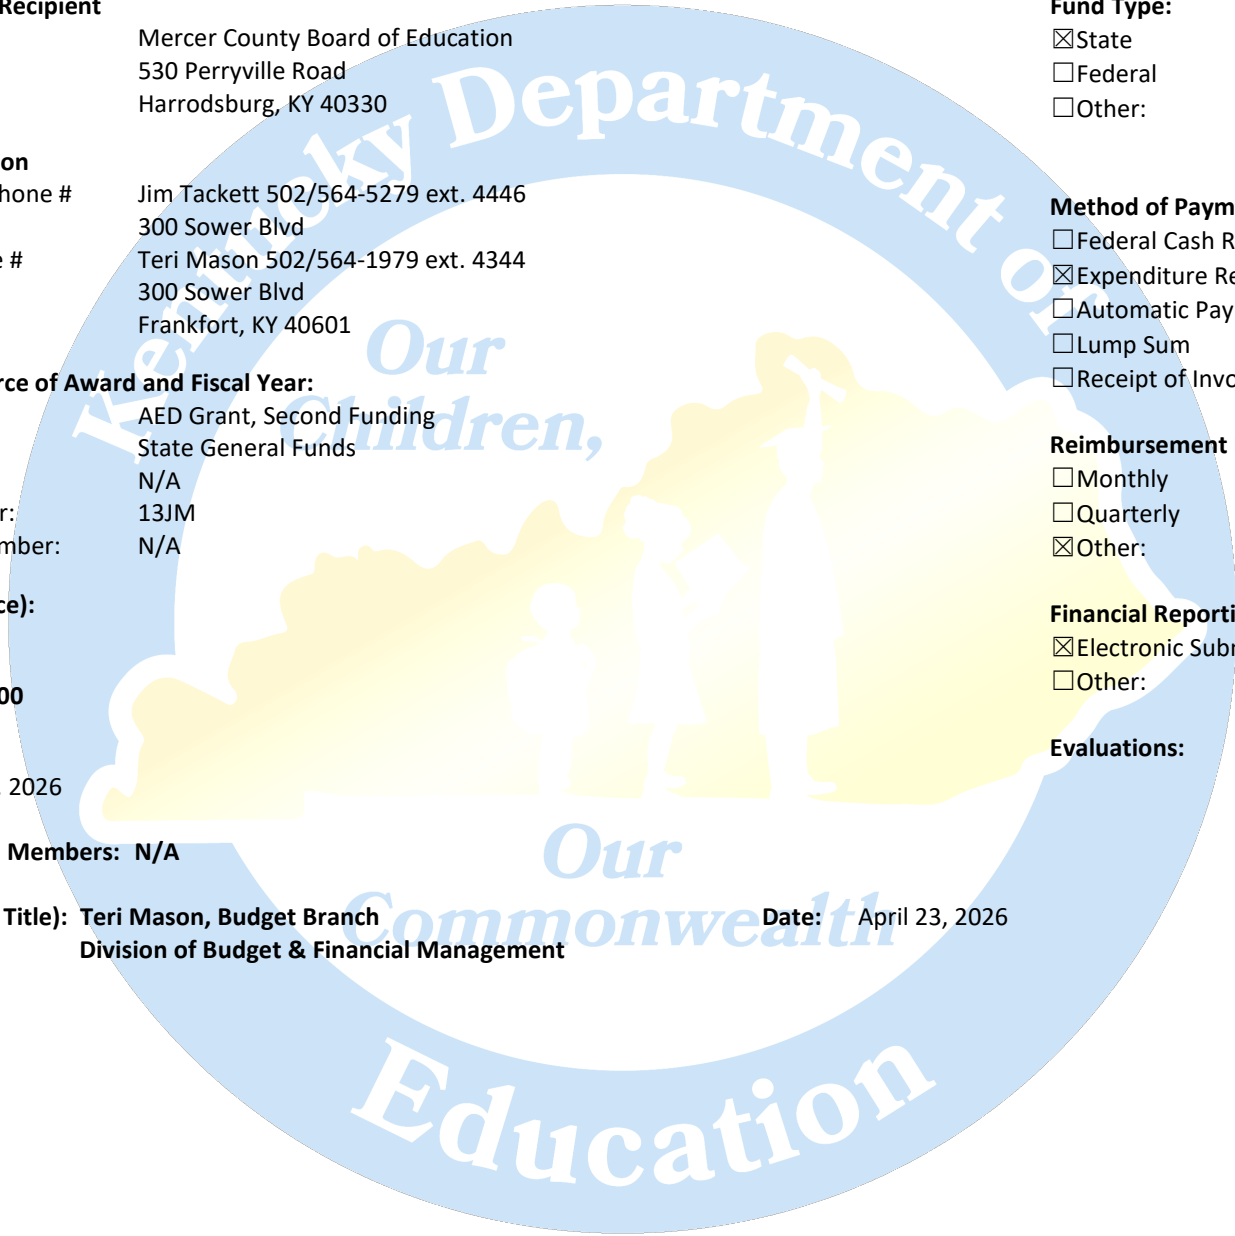 Recipient
Mercer County Board of Education
530 Perryville Road
Harrodsburg, KY 40330
on
hone # Jim Tackett 502/564-5279 ext. 4446
300 Sower Blvd
e # Teri Mason 502/564-1979 ext. 4344
300 Sower Blvd
Frankfort, KY 40601
rce of Award and Fiscal Year:
AED Grant, Second Funding
State General Funds
N/A
r: 13JM
mber: N/A
ce):
00
, 2026
Members: N/A
Title): Teri Mason, Budget Branch
Division of Budget & Financial Management
Date: April 23, 2026
Fund Type:
☒State
☐Federal
☐Other:
Method of Paym
☐Federal Cash R
☒Expenditure Re
☐Automatic Pay
☐Lump Sum
☐Receipt of Invo
Reimbursement
☐Monthly
☐Quarterly
☒Other:
Financial Reporti
☒Electronic Subr
☐Other:
Evaluations:
Kentucky Department of
Education
Our
Children,
Our
Commonwealth